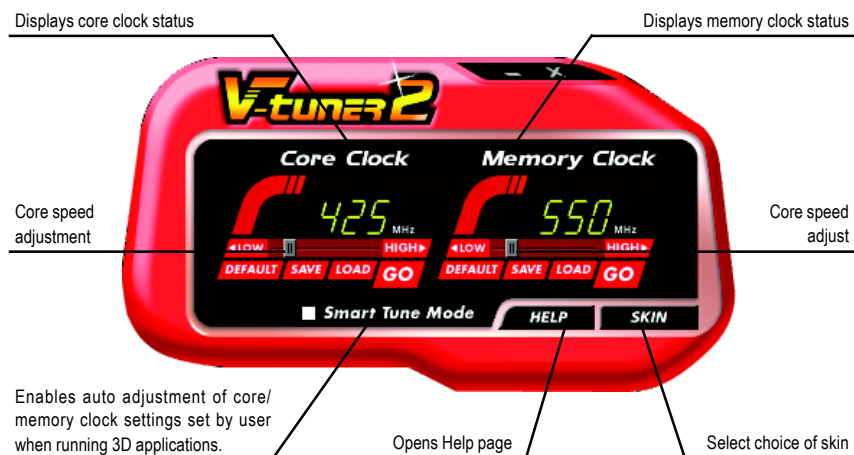 Displays core clock status
Displays memory clock status
V-tuner2
- X
Core Clock
Memory Clock
Core speed
adjustment
425 MHz
550 MHz
Core speed
adjust
◄LOW HIGH►
◄LOW HIGH►
DEFAULT SAVE LOAD GO
DEFAULT SAVE LOAD GO
Smart Tune Mode
HELP
SKIN
Enables auto adjustment of core/
memory clock settings set by user
when running 3D applications.
Opens Help page
Select choice of skin